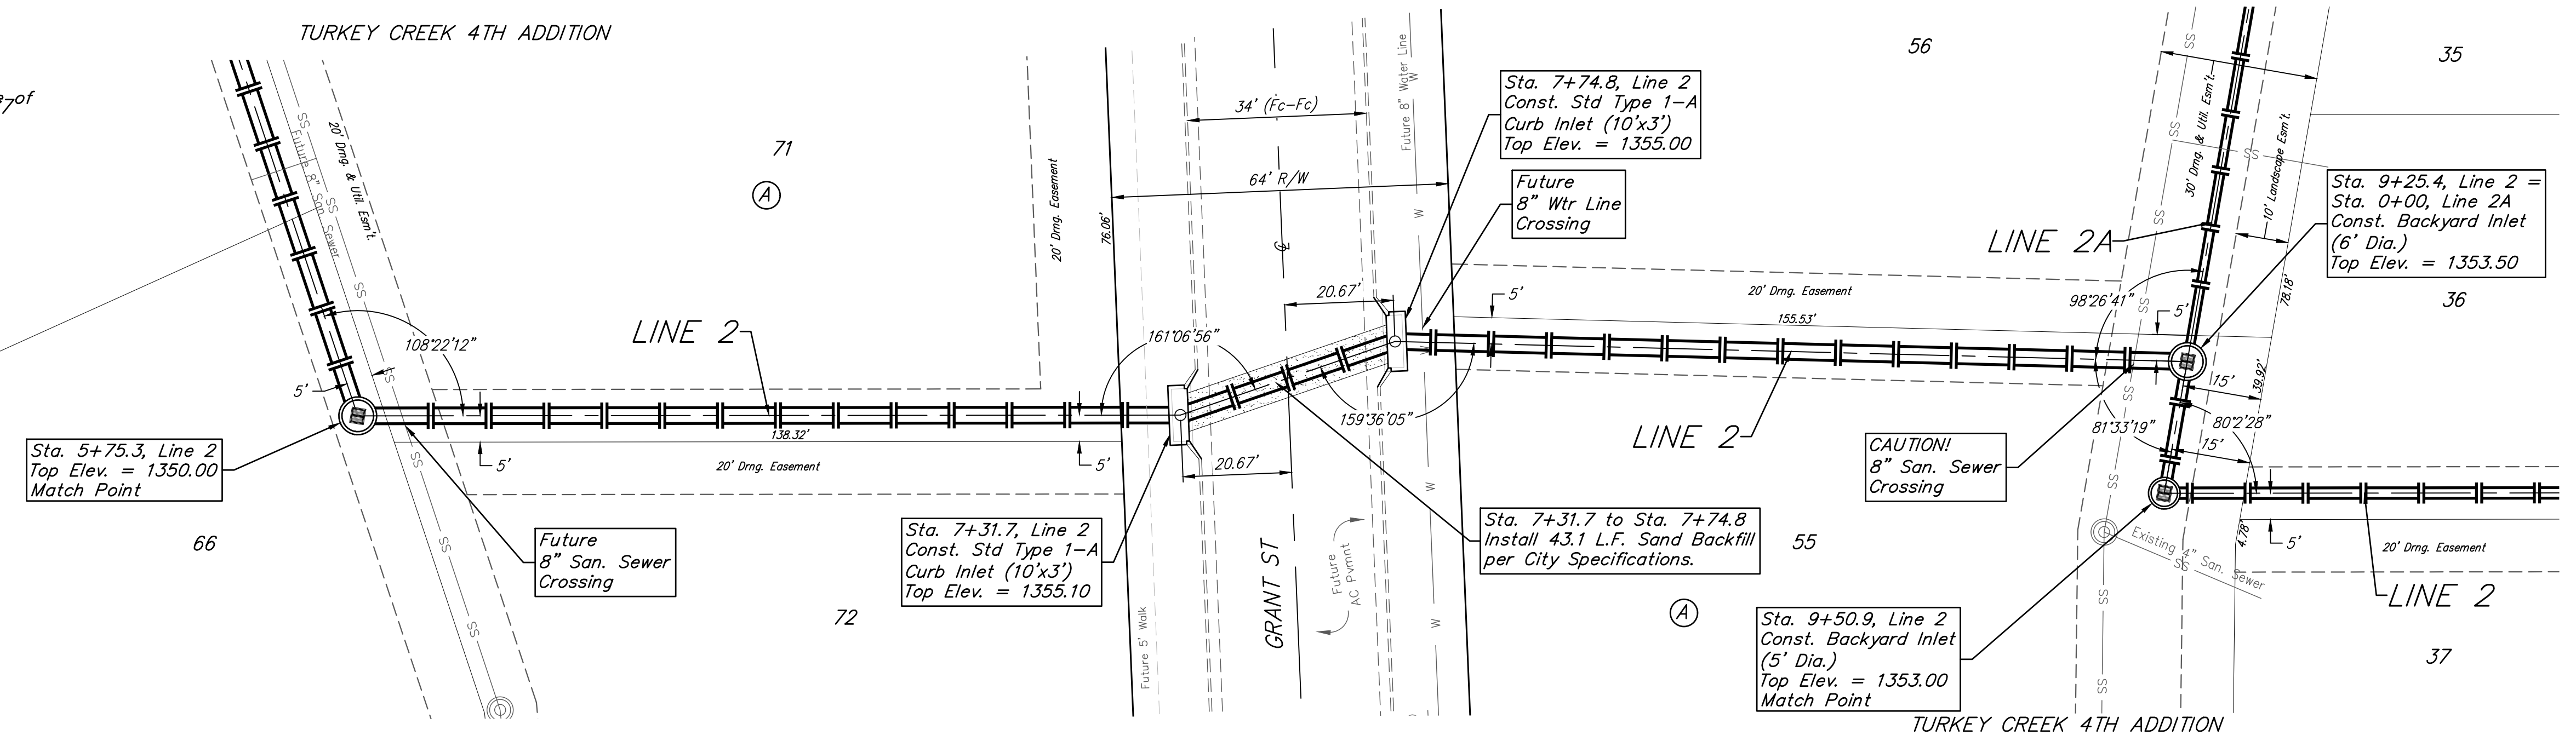 TURKEY CREEK 4TH ADDITION
7 of
20' Drng. & Util. Esm't.
Future 8" San. Sewer
SS
71
A
20' Drng. Easement
76.06'
34' (Fc-Fc)
64' R/W
Future 8" Water Line
W
Sta. 7+74.8, Line 2
Const. Std Type 1-A
Curb Inlet (10'x3')
Top Elev. = 1355.00
Future
8" Wtr Line
Crossing
56
35
30' Drng. & Util. Esm't.
10' Landscape Esm't.
SS
SS
Sta. 9+25.4, Line 2 =
Sta. 0+00, Line 2A
Const. Backyard Inlet
(6' Dia.)
Top Elev. = 1353.50
LINE 2A
36
108°22'12"
5'
LINE 2
161°06'56"
20.67'
5'
20' Drng. Easement
155.53'
98°26'41"
5'
78.18'
138.32'
20' Drng. Easement
5'
5'
20.67'
159°36'05"
LINE 2
81°33'19"
15'
39.92'
80°2'28"
15'
Sta. 5+75.3, Line 2
Top Elev. = 1350.00
Match Point
CAUTION!
8" San. Sewer
Crossing
66
Future
8" San. Sewer
Crossing
72
Sta. 7+31.7, Line 2
Const. Std Type 1-A
Curb Inlet (10'x3')
Top Elev. = 1355.10
Future 5' Walk
GRANT ST
Future
AC Pvmnt
W
Sta. 7+31.7 to Sta. 7+74.8
Install 43.1 L.F. Sand Backfill
per City Specifications.
55
A
Existing 4" San. Sewer
SS
4.78'
5'
20' Drng. Easement
LINE 2
Sta. 9+50.9, Line 2
Const. Backyard Inlet
(5' Dia.)
Top Elev. = 1353.00
Match Point
37
TURKEY CREEK 4TH ADDITION